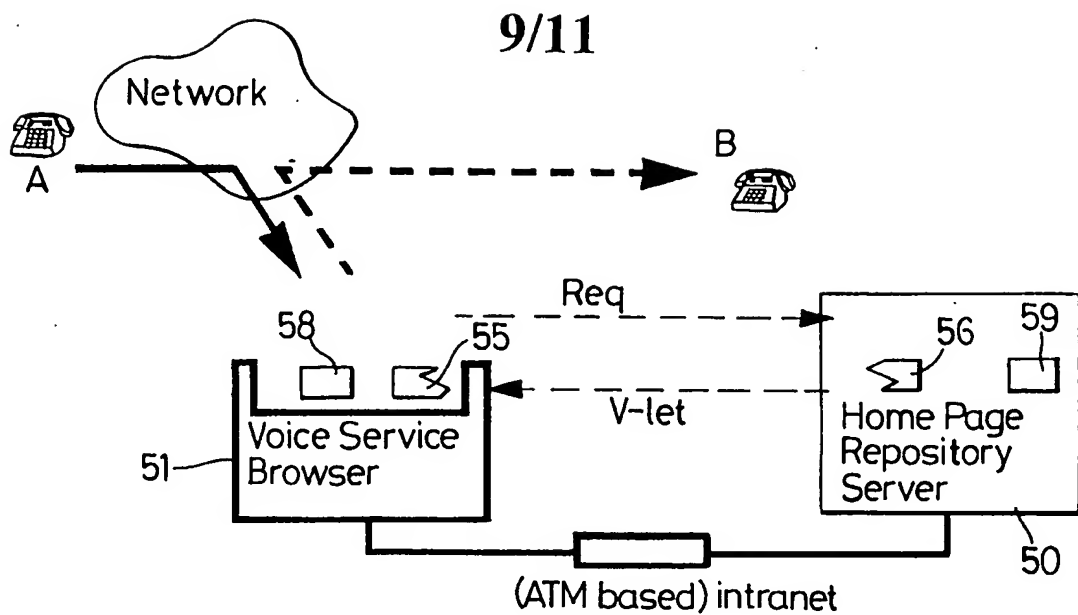 9/11
Network
A
B
Req
58
55
56
59
V-let
Voice Service
Browser
51
Home Page
Repository
Server
50
(ATM based) intranet